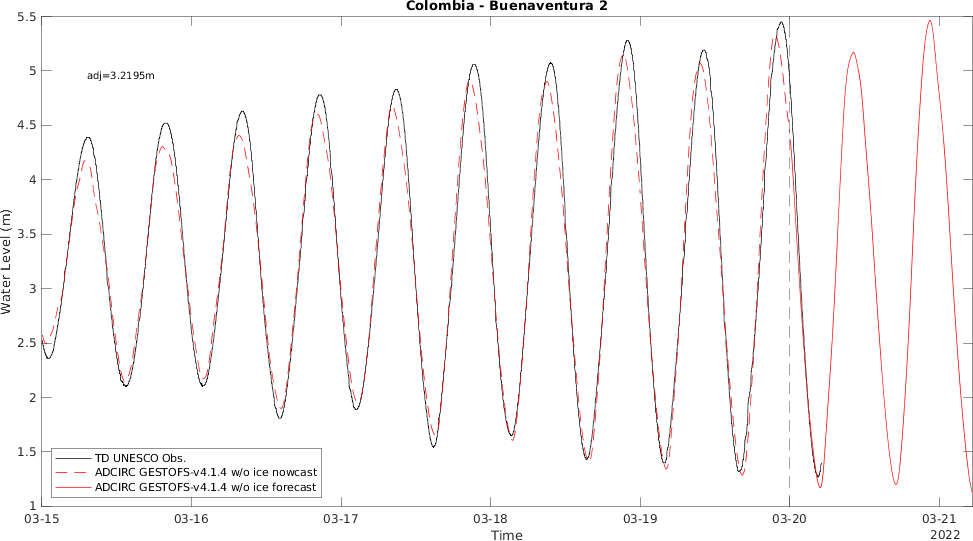 Colombia - Buenaventura 2
5.5
adj=3.2195m
5
4.5
4
3.5
3
2.5
2
1.5
1
Water Level (m)
TD UNESCO Obs.
ADCIRC GESTOFS-v4.1.4 w/o ice nowcast
ADCIRC GESTOFS-v4.1.4 w/o ice forecast
03-15 03-16 03-17 03-18 03-19 03-20 03-21
Time
2022